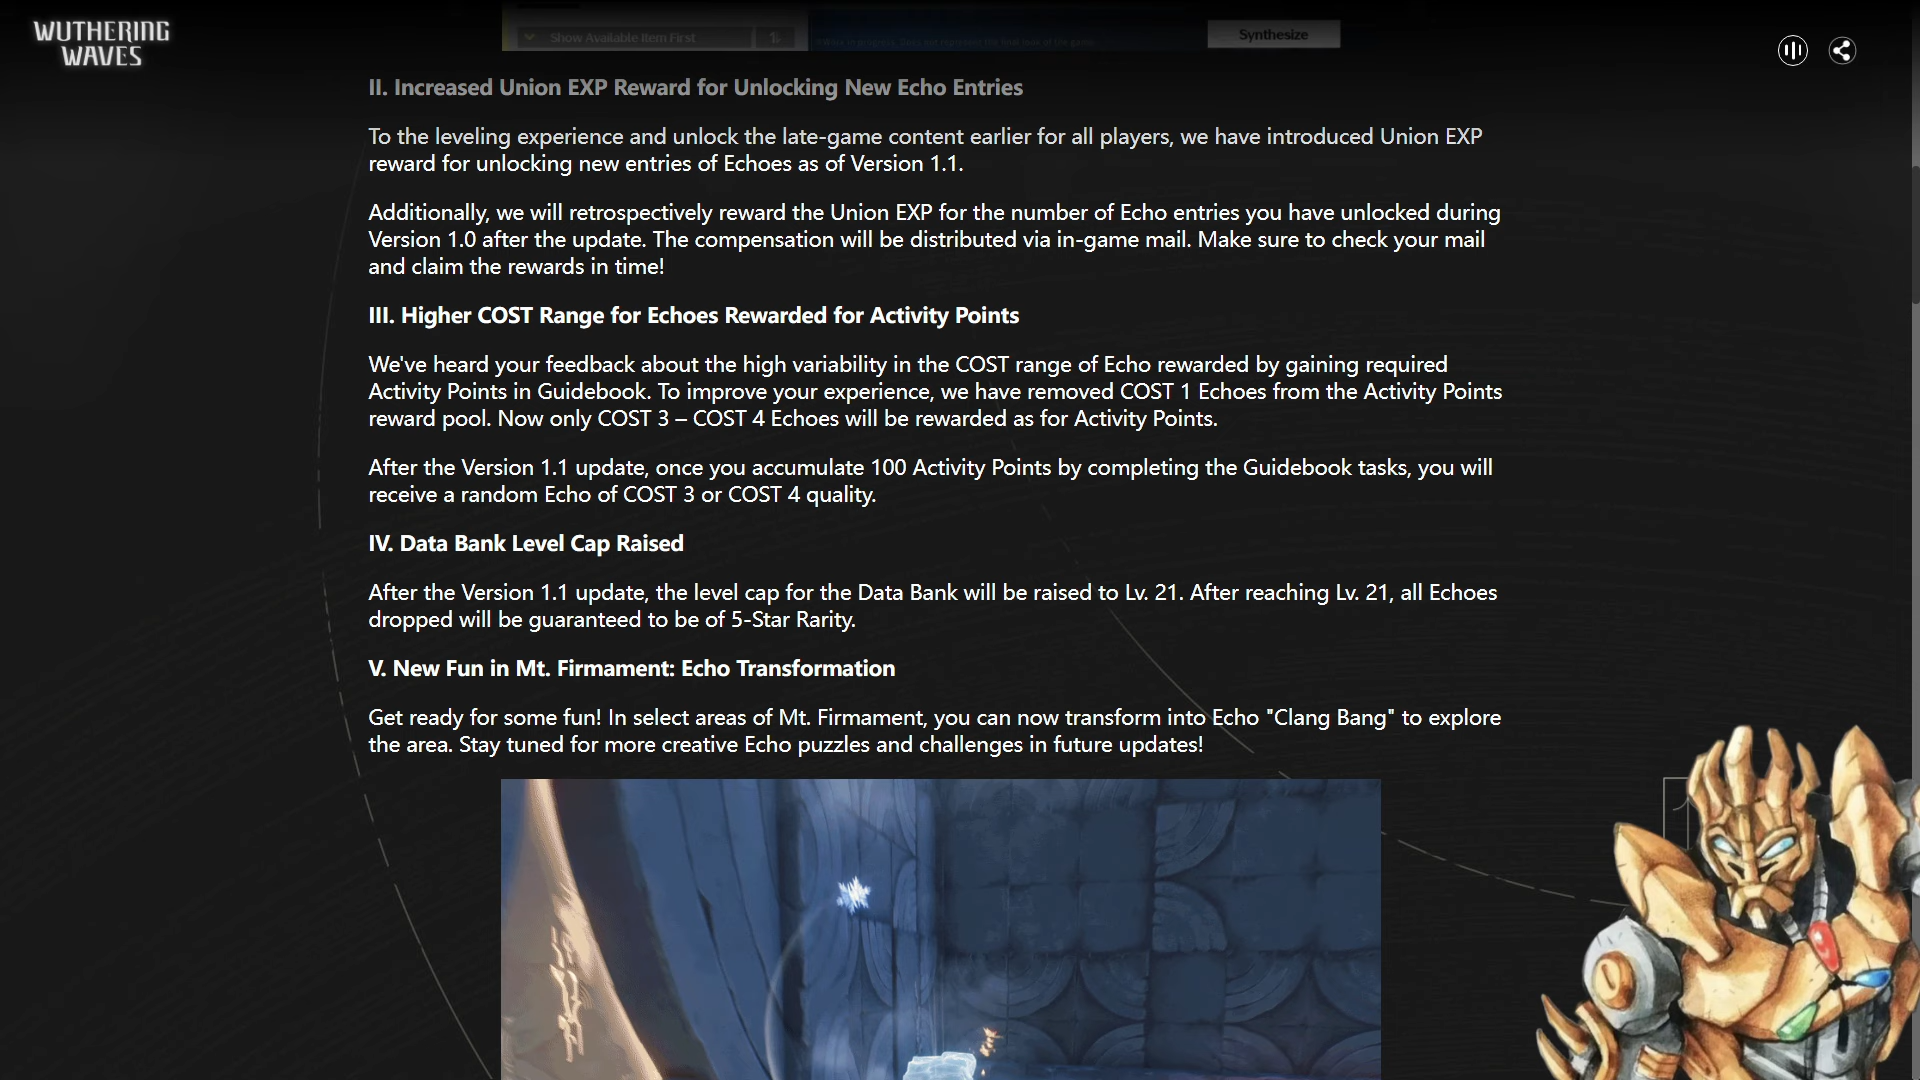 WUTHERING
WAVES
Show Available Item First
Synthesize
II. Increased Union EXP Reward for Unlocking New Echo Entries
To the leveling experience and unlock the late-game content earlier for all players, we have introduced Union EXP
reward for unlocking new entries of Echoes as of Version 1.1.
Additionally, we will retrospectively reward the Union EXP for the number of Echo entries you have unlocked during
Version 1.0 after the update. The compensation will be distributed via in-game mail. Make sure to check your mail
and claim the rewards in time!
III. Higher COST Range for Echoes Rewarded for Activity Points
We've heard your feedback about the high variability in the COST range of Echo rewarded by gaining required
Activity Points in Guidebook. To improve your experience, we have removed COST 1 Echoes from the Activity Points
reward pool. Now only COST 3 – COST 4 Echoes will be rewarded as for Activity Points.
After the Version 1.1 update, once you accumulate 100 Activity Points by completing the Guidebook tasks, you will
receive a random Echo of COST 3 or COST 4 quality.
IV. Data Bank Level Cap Raised
After the Version 1.1 update, the level cap for the Data Bank will be raised to Lv. 21. After reaching Lv. 21, all Echoes
dropped will be guaranteed to be of 5-Star Rarity.
V. New Fun in Mt. Firmament: Echo Transformation
Get ready for some fun! In select areas of Mt. Firmament, you can now transform into Echo "Clang Bang" to explore
the area. Stay tuned for more creative Echo puzzles and challenges in future updates!